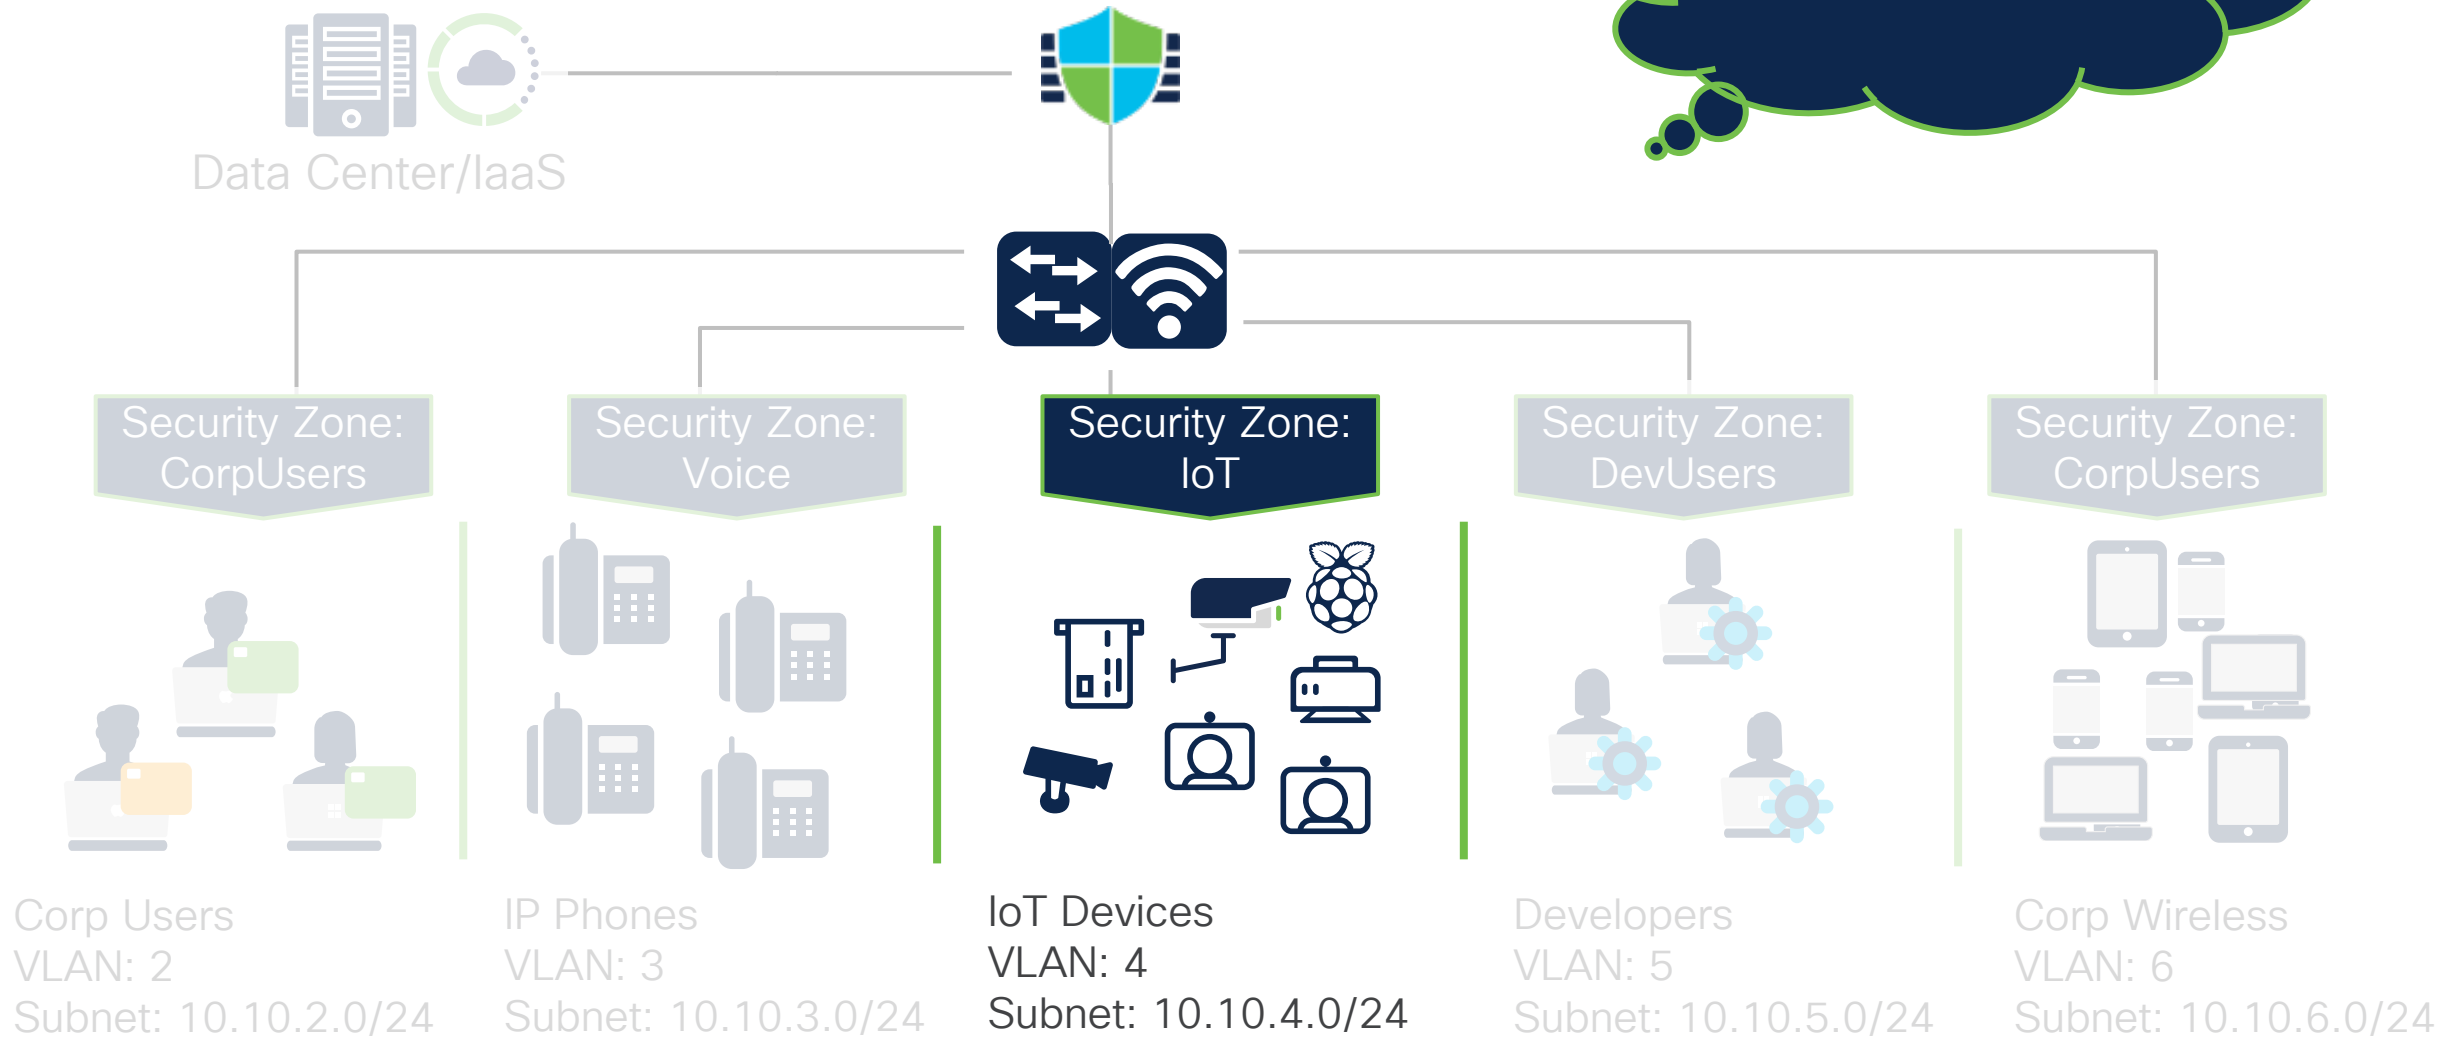 Data Center/IaaS
Security Zone:
CorpUsers
Security Zone:
Voice
Security Zone:
IoT
Security Zone:
DevUsers
Security Zone:
CorpUsers
Corp Users
VLAN: 2
Subnet: 10.10.2.0/24
IP Phones
VLAN: 3
Subnet: 10.10.3.0/24
IoT Devices
VLAN: 4
Subnet: 10.10.4.0/24
Developers
VLAN: 5
Subnet: 10.10.5.0/24
Corp Wireless
VLAN: 6
Subnet: 10.10.6.0/24